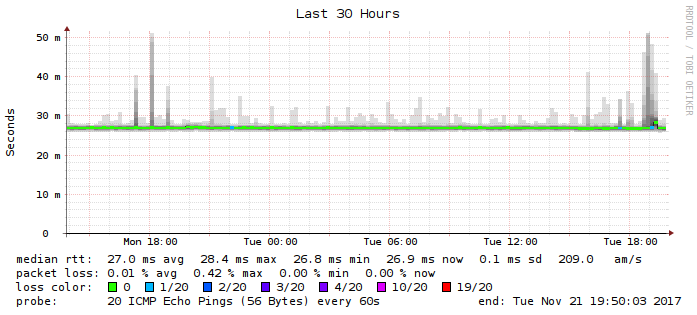 Last 30 Hours
RRDTOOL / TOBI OETIKER
Seconds
50 m
40 m
30 m
20 m
10 m
0
Mon 18:00 Tue 00:00 Tue 06:00 Tue 12:00 Tue 18:00
median rtt: 27.0 ms avg 28.4 ms max 26.8 ms min 26.9 ms now 0.1 ms sd 209.0 am/s
packet loss: 0.01 % avg 0.42 % max 0.00 % min 0.00 % now
loss color: 0 1/20 2/20 3/20 4/20 10/20 19/20
probe: 20 ICMP Echo Pings (56 Bytes) every 60s end: Tue Nov 21 19:50:03 2017